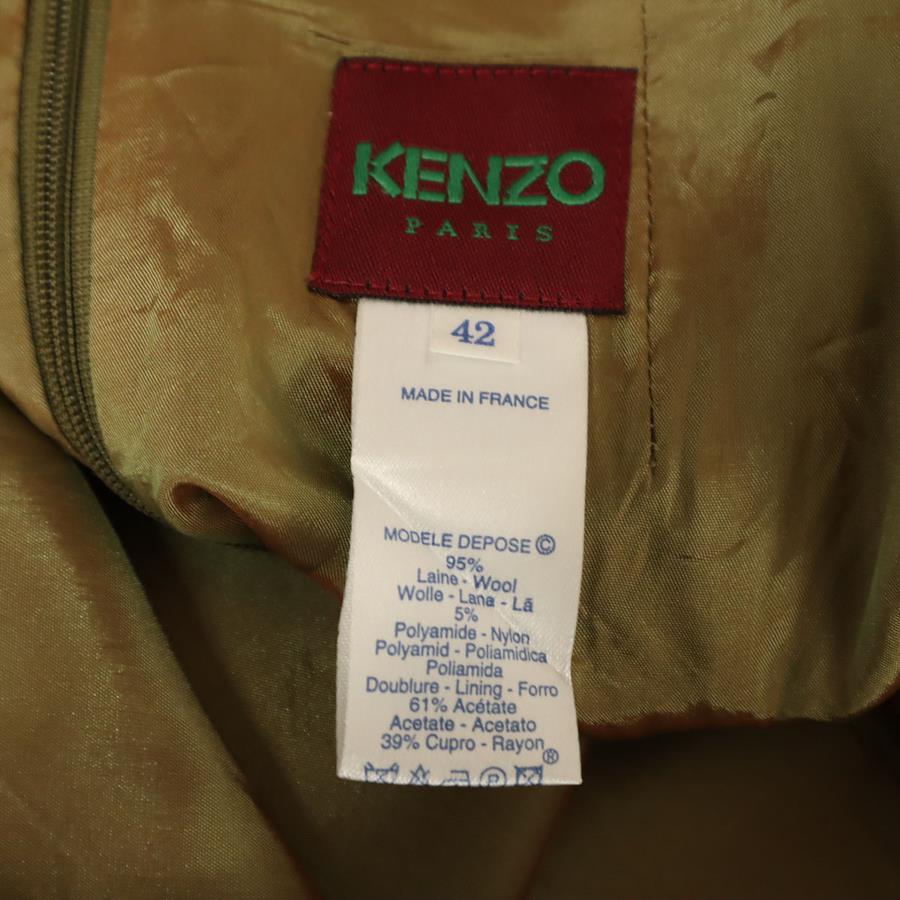 KENZO
PARIS
42
MADE IN FRANCE
MODELE DEPOSE ©
95%
Laine - Wool
Wolle - Lana - Lã
5%
Polyamide - Nylon
Polyamid - Poliamidica
Poliamida
Doublure - Lining - Forro
61% Acétate
Acetate - Acetato
39% Cupro - Rayon
®
P